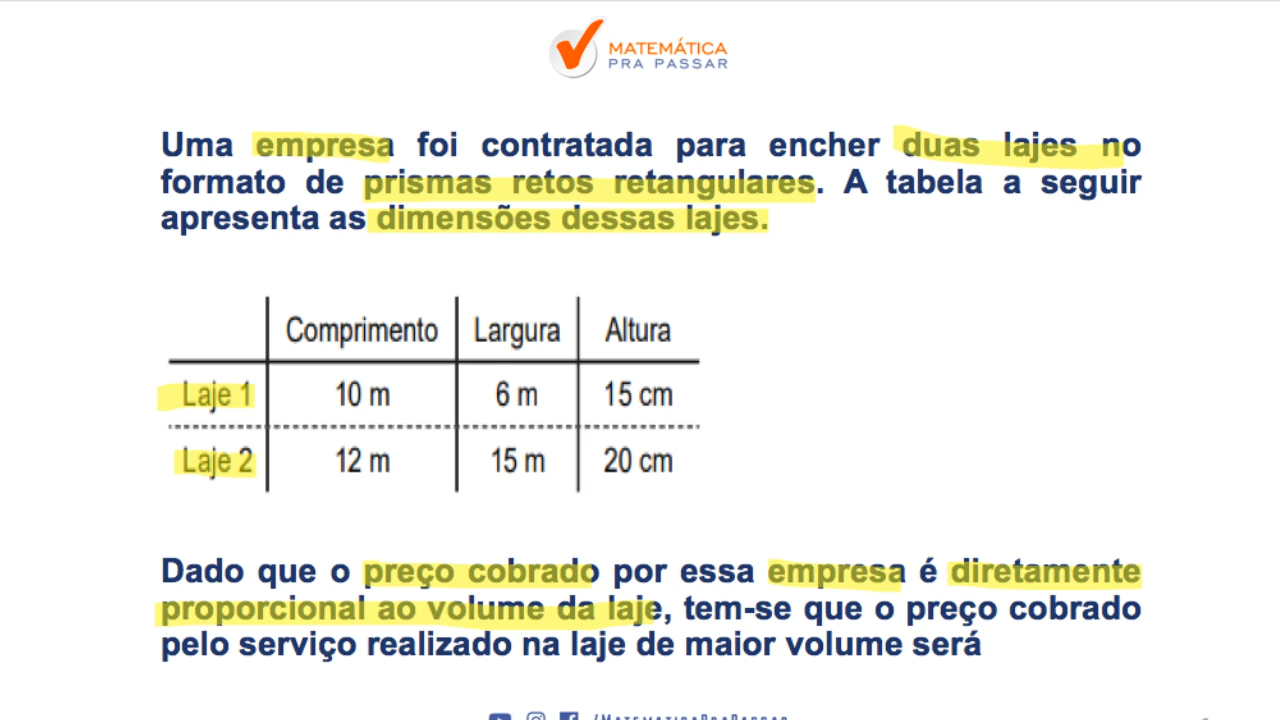 MATEMÁTICA
PRA PASSAR
Uma empresa foi contratada para encher duas lajes no
formato de prismas retos retangulares. A tabela a seguir
apresenta as dimensões dessas lajes.
Comprimento Largura Altura
Laje 1 10 m 6 m 15 cm
Laje 2 12 m 15 m 20 cm
Dado que o preço cobrado por essa empresa é diretamente
proporcional ao volume da laje, tem-se que o preço cobrado
pelo serviço realizado na laje de maior volume será
/MATEMATICAPRAPASSAR